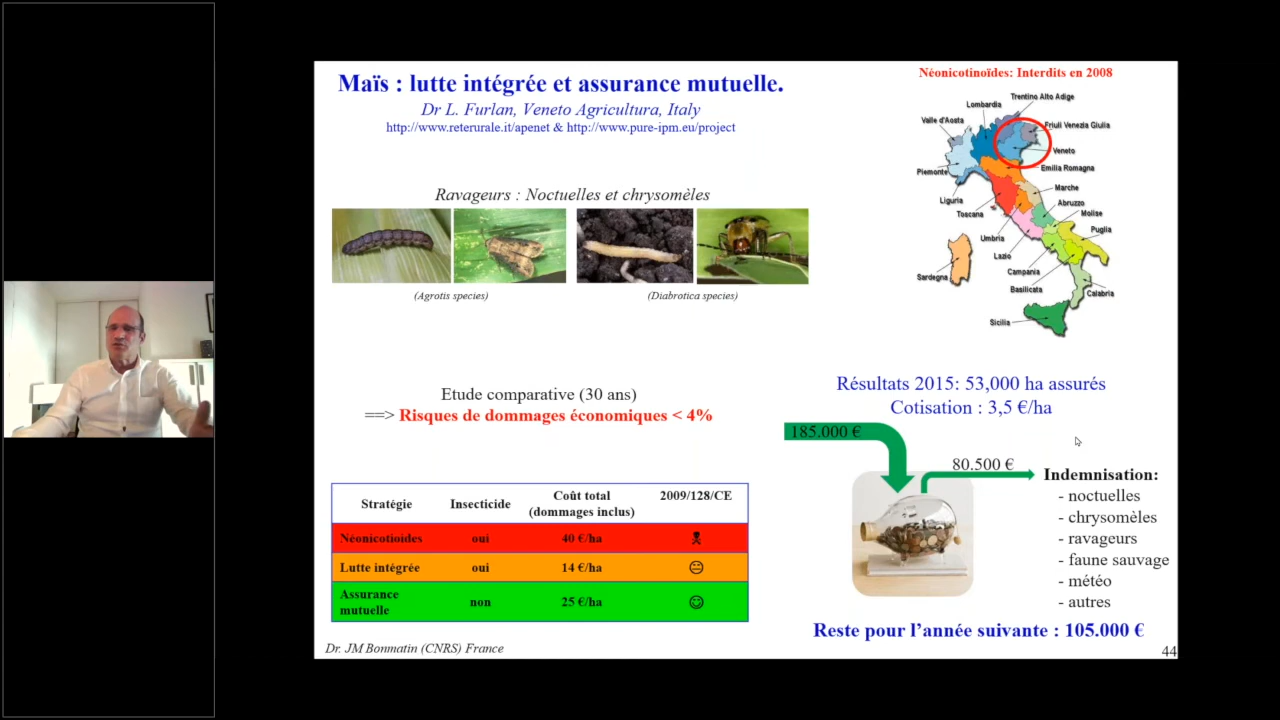 Maïs : lutte intégrée et assurance mutuelle.
Dr L. Furlan, Veneto Agricultura, Italy
http://www.reterurale.it/apenet & http://www.pure-ipm.eu/project
Ravageurs : Noctuelles et chrysomèles
(Agrotis species)
(Diabrotica species)
Etude comparative (30 ans)
==> Risques de dommages économiques < 4%
Stratégie Insecticide Coût total (dommages inclus) 2009/128/CE
Néonicotioides oui 40 €/ha
Lutte intégrée oui 14 €/ha
Assurance mutuelle non 25 €/ha
Dr. JM Bonmatin (CNRS) France
Néonicotinoïdes: Interdits en 2008
Trentino Alto Adige
Lombardia
Valle d'Aosta
Friuli Venezia Giulia
Veneto
Piemonte
Emilia Romagna
Liguria
Marche
Toscana
Abruzzo
Molise
Umbria
Puglia
Lazio
Campania
Sardegna
Basilicata
Calabria
Sicilia
Résultats 2015: 53,000 ha assurés
Cotisation : 3,5 €/ha
185.000 €
80.500 €
Indemnisation:
- noctuelles
- chrysomèles
- ravageurs
- faune sauvage
- météo
- autres
Reste pour l'année suivante : 105.000 €
44